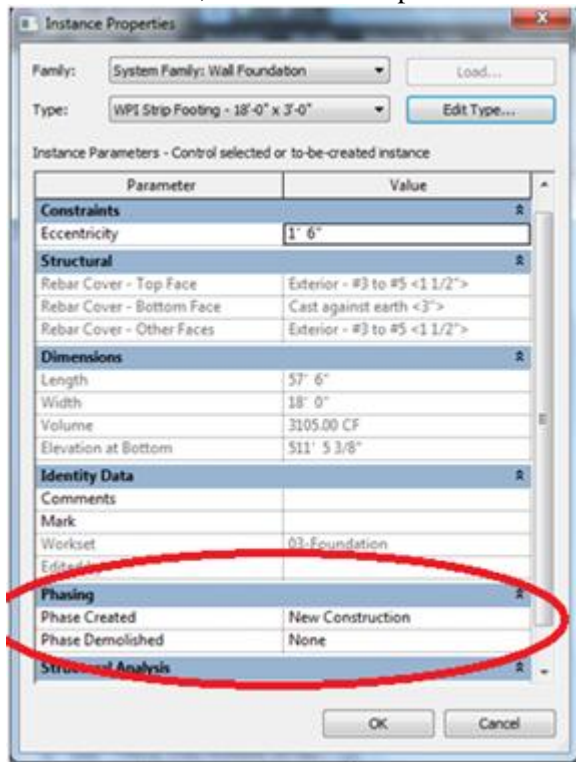 Instance Properties
Family: System Family: Wall Foundation Load...
Type: WPI Strip Footing - 18'-0" x 3'-0" Edit Type...
Instance Parameters - Control selected or to-be-created instance
Parameter Value
Constraints
Eccentricity 1' 6"
Structural
Rebar Cover - Top Face Exterior - #3 to #5 <1 1/2">
Rebar Cover - Bottom Face Cast against earth <3">
Rebar Cover - Other Faces Exterior - #3 to #5 <1 1/2">
Dimensions
Length 57' 6"
Width 18' 0"
Volume 3105.00 CF
Elevation at Bottom 511' 5 3/8"
Identity Data
Comments
Mark
Workset 03-Foundation
Edited by
Phasing
Phase Created New Construction
Phase Demolished None
Structural Analysis
OK Cancel